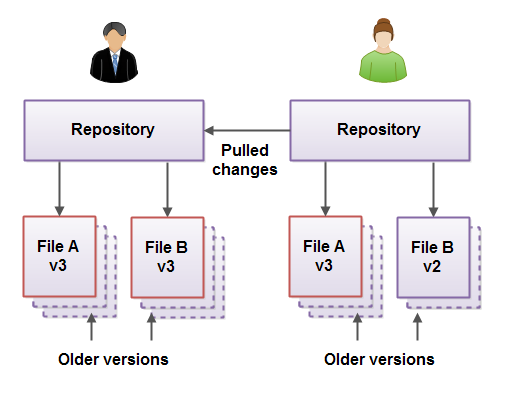 Repository
Repository
Pulled
changes
File A
v3
File B
v3
File A
v3
File B
v2
Older versions
Older versions